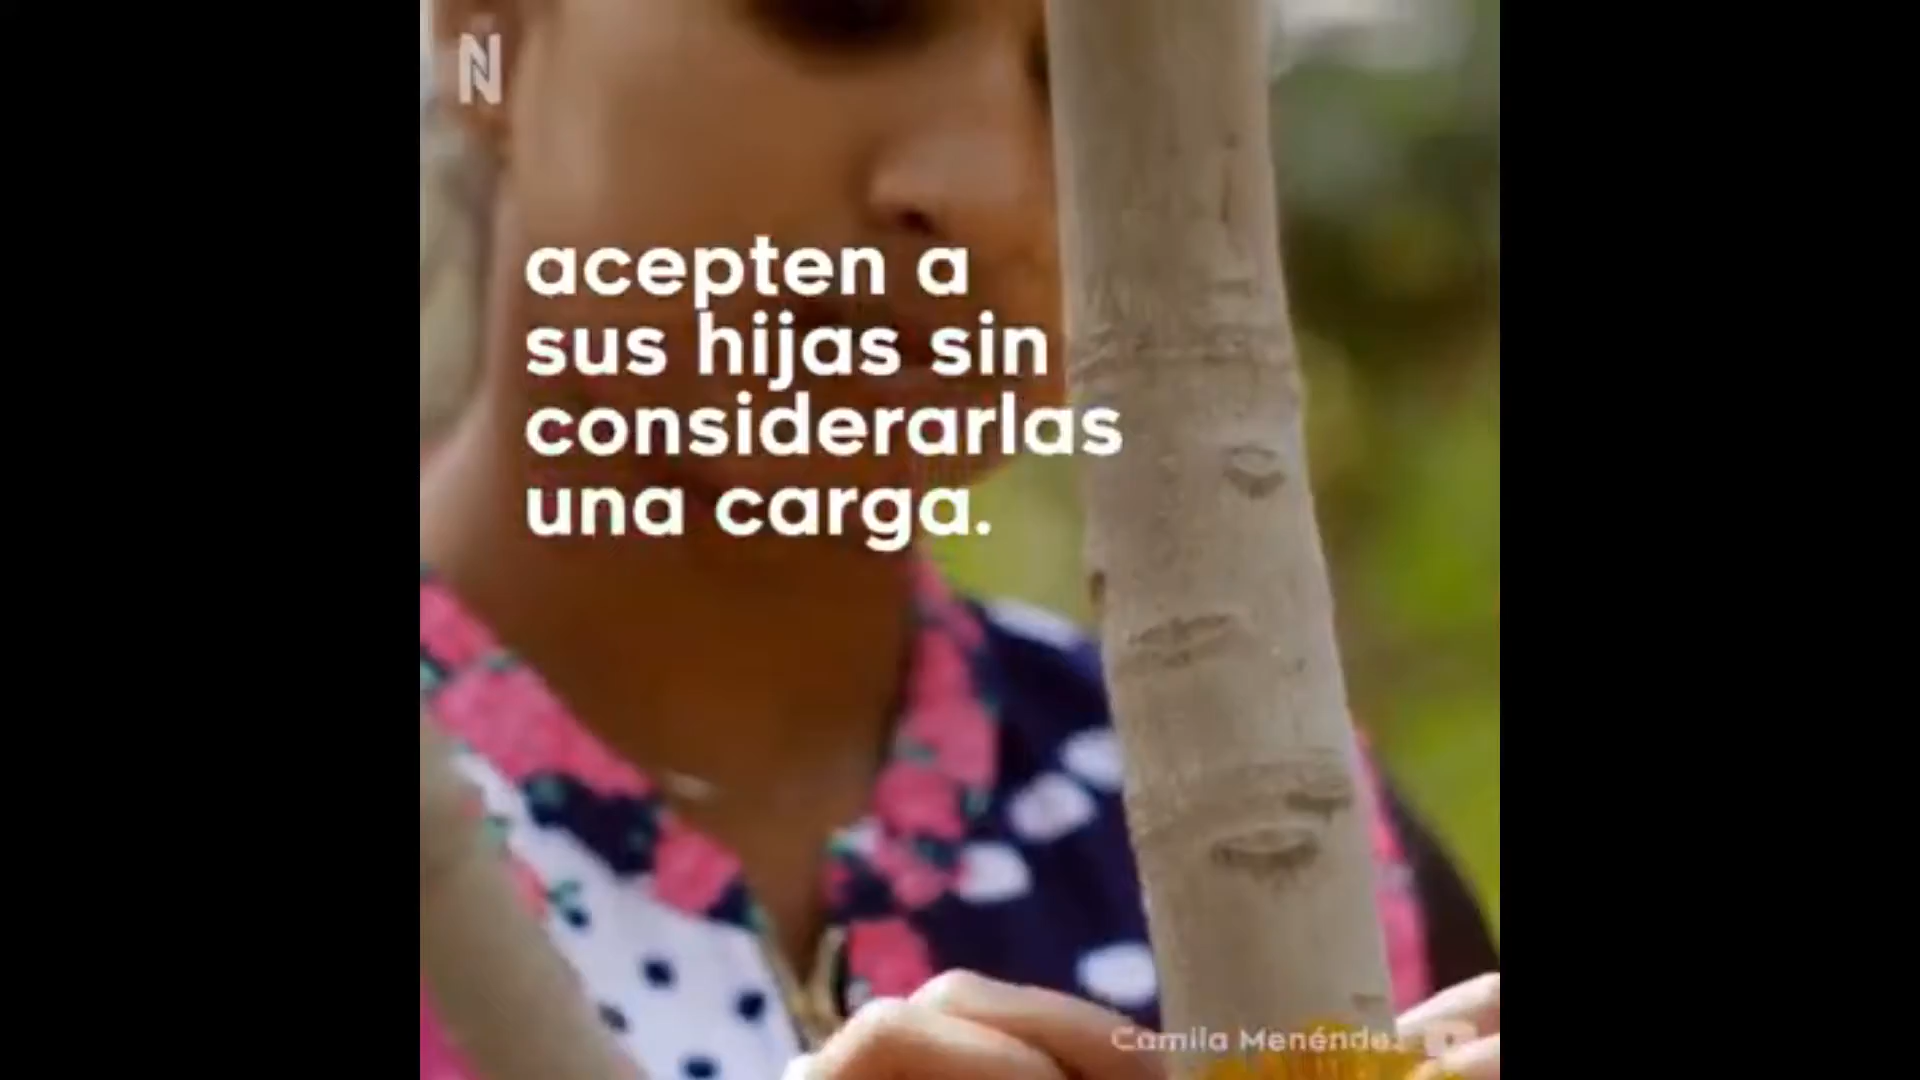 Ñ
acepten a
sus hijas sin
considerarlas
una carga.
Camila Menéndez